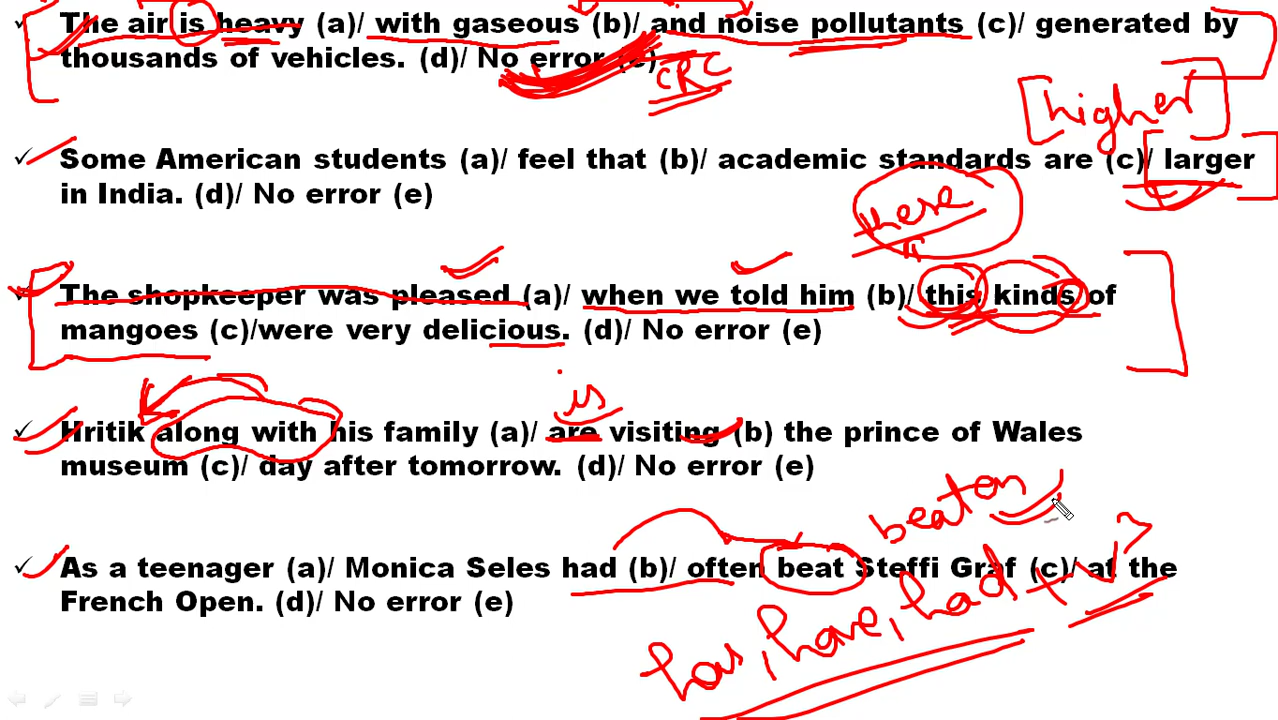 The air is heavy (a)/ with gaseous (b)/ and noise pollutants (c)/ generated by
thousands of vehicles. (d)/ No error (e)
CRC
[higher]
Some American students (a)/ feel that (b)/ academic standards are (c)/ larger
in India. (d)/ No error (e)
these
The shopkeeper was pleased (a)/ when we told him (b)/ this kinds of
mangoes (c)/were very delicious. (d)/ No error (e)
is
Hritik along with his family (a)/ are visiting (b) the prince of Wales
museum (c)/ day after tomorrow. (d)/ No error (e)
beaten
As a teenager (a)/ Monica Seles had (b)/ often beat Steffi Graf (c)/ at the
French Open. (d)/ No error (e)
has, have, had + V3